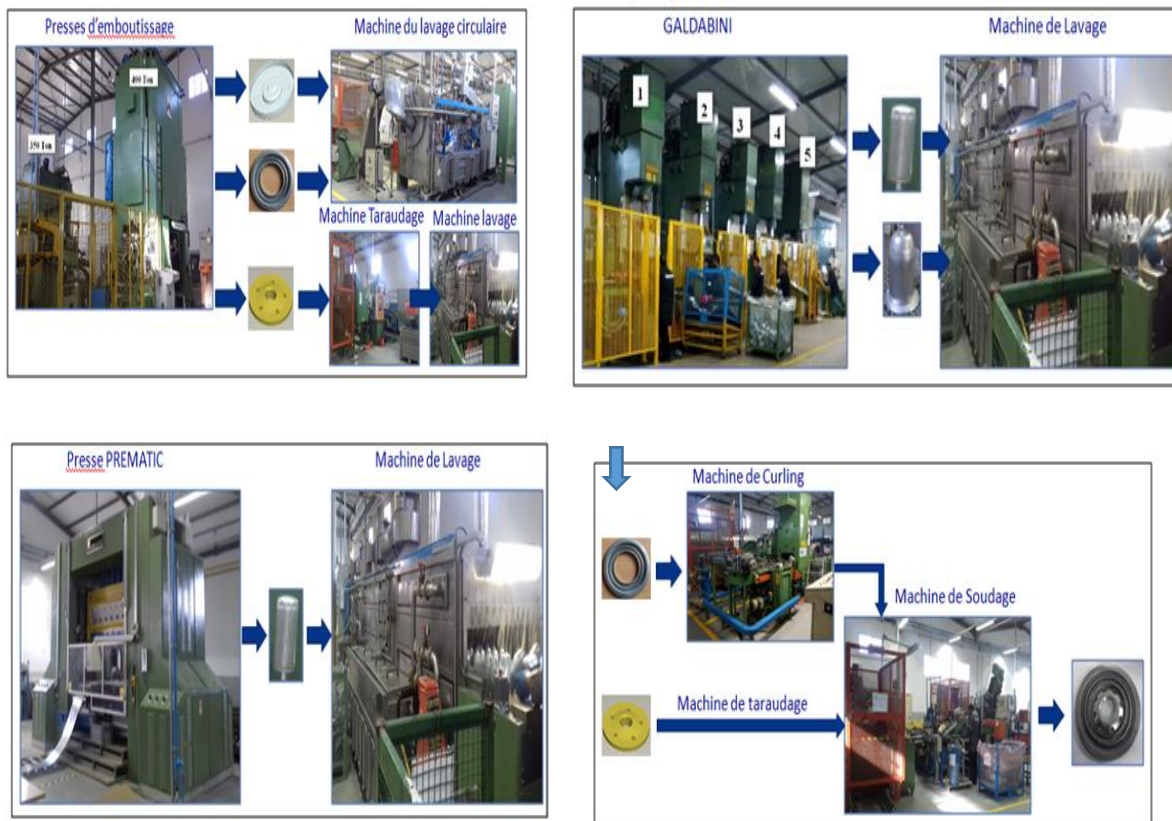 Presses d'emboutissage
Machine du lavage circulaire
400 Ton
350 Ton
Machine Taraudage
Machine lavage
GALDABINI
Machine de Lavage
1
2
3
4
5
Presse PREMATIC
Machine de Lavage
Machine de Curling
Machine de Soudage
Machine de taraudage